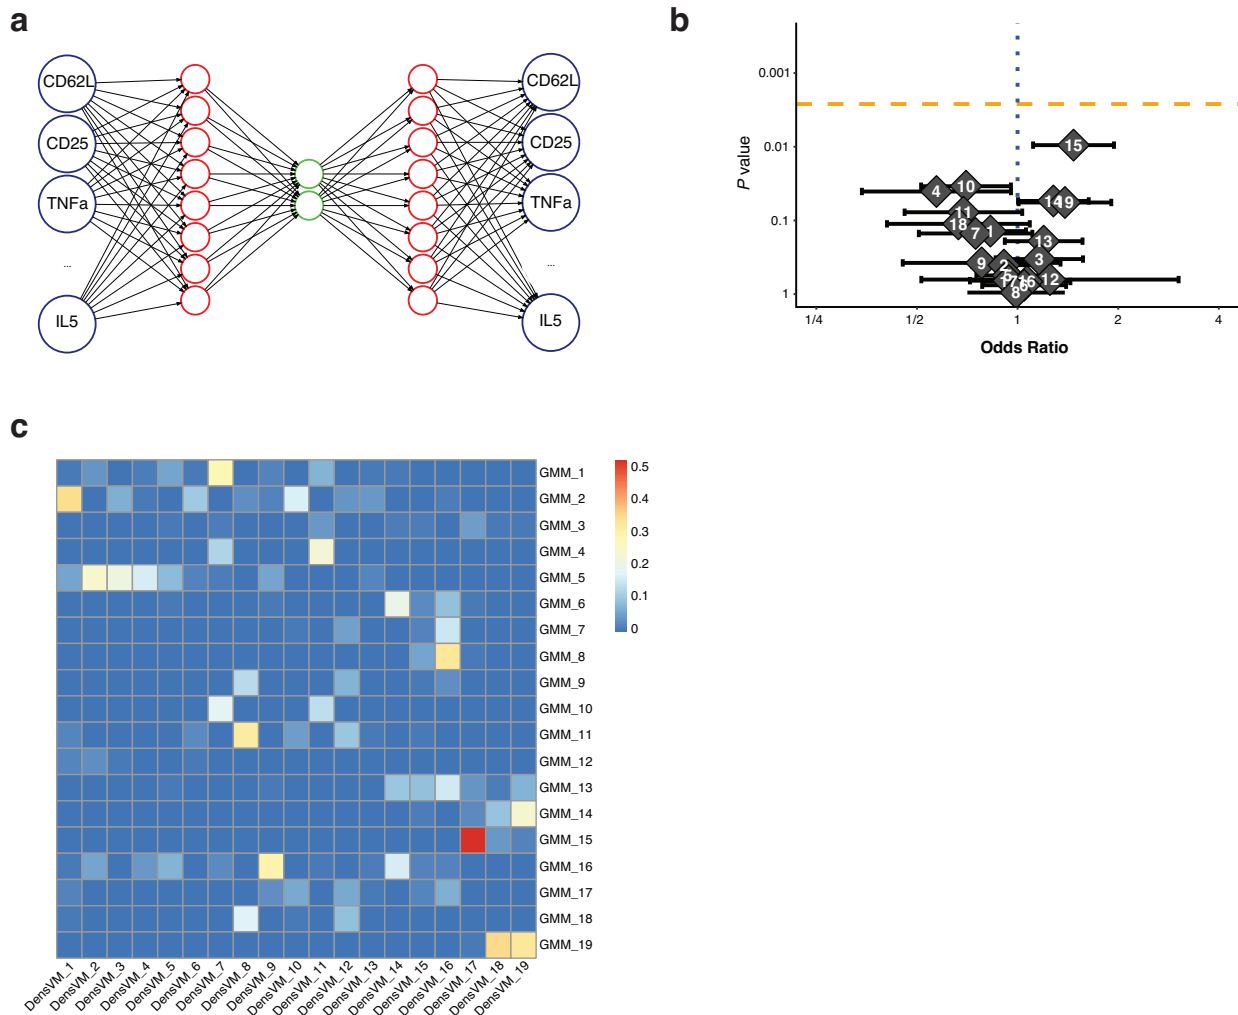 a
CD62L
CD25
TNFa
...
IL5
CD62L
CD25
TNFa
...
IL5
b
P value
0.001
0.01
0.1
1
15
4
10
14
19
11
18
7
1
13
9
2
3
5
17
16
12
6
8
1/4
1/2
1
2
4
Odds Ratio
c
GMM_1
GMM_2
GMM_3
GMM_4
GMM_5
GMM_6
GMM_7
GMM_8
GMM_9
GMM_10
GMM_11
GMM_12
GMM_13
GMM_14
GMM_15
GMM_16
GMM_17
GMM_18
GMM_19
0.5
0.4
0.3
0.2
0.1
0
DensVM_1
DensVM_2
DensVM_3
DensVM_4
DensVM_5
DensVM_6
DensVM_7
DensVM_8
DensVM_9
DensVM_10
DensVM_11
DensVM_12
DensVM_13
DensVM_14
DensVM_15
DensVM_16
DensVM_17
DensVM_18
DensVM_19